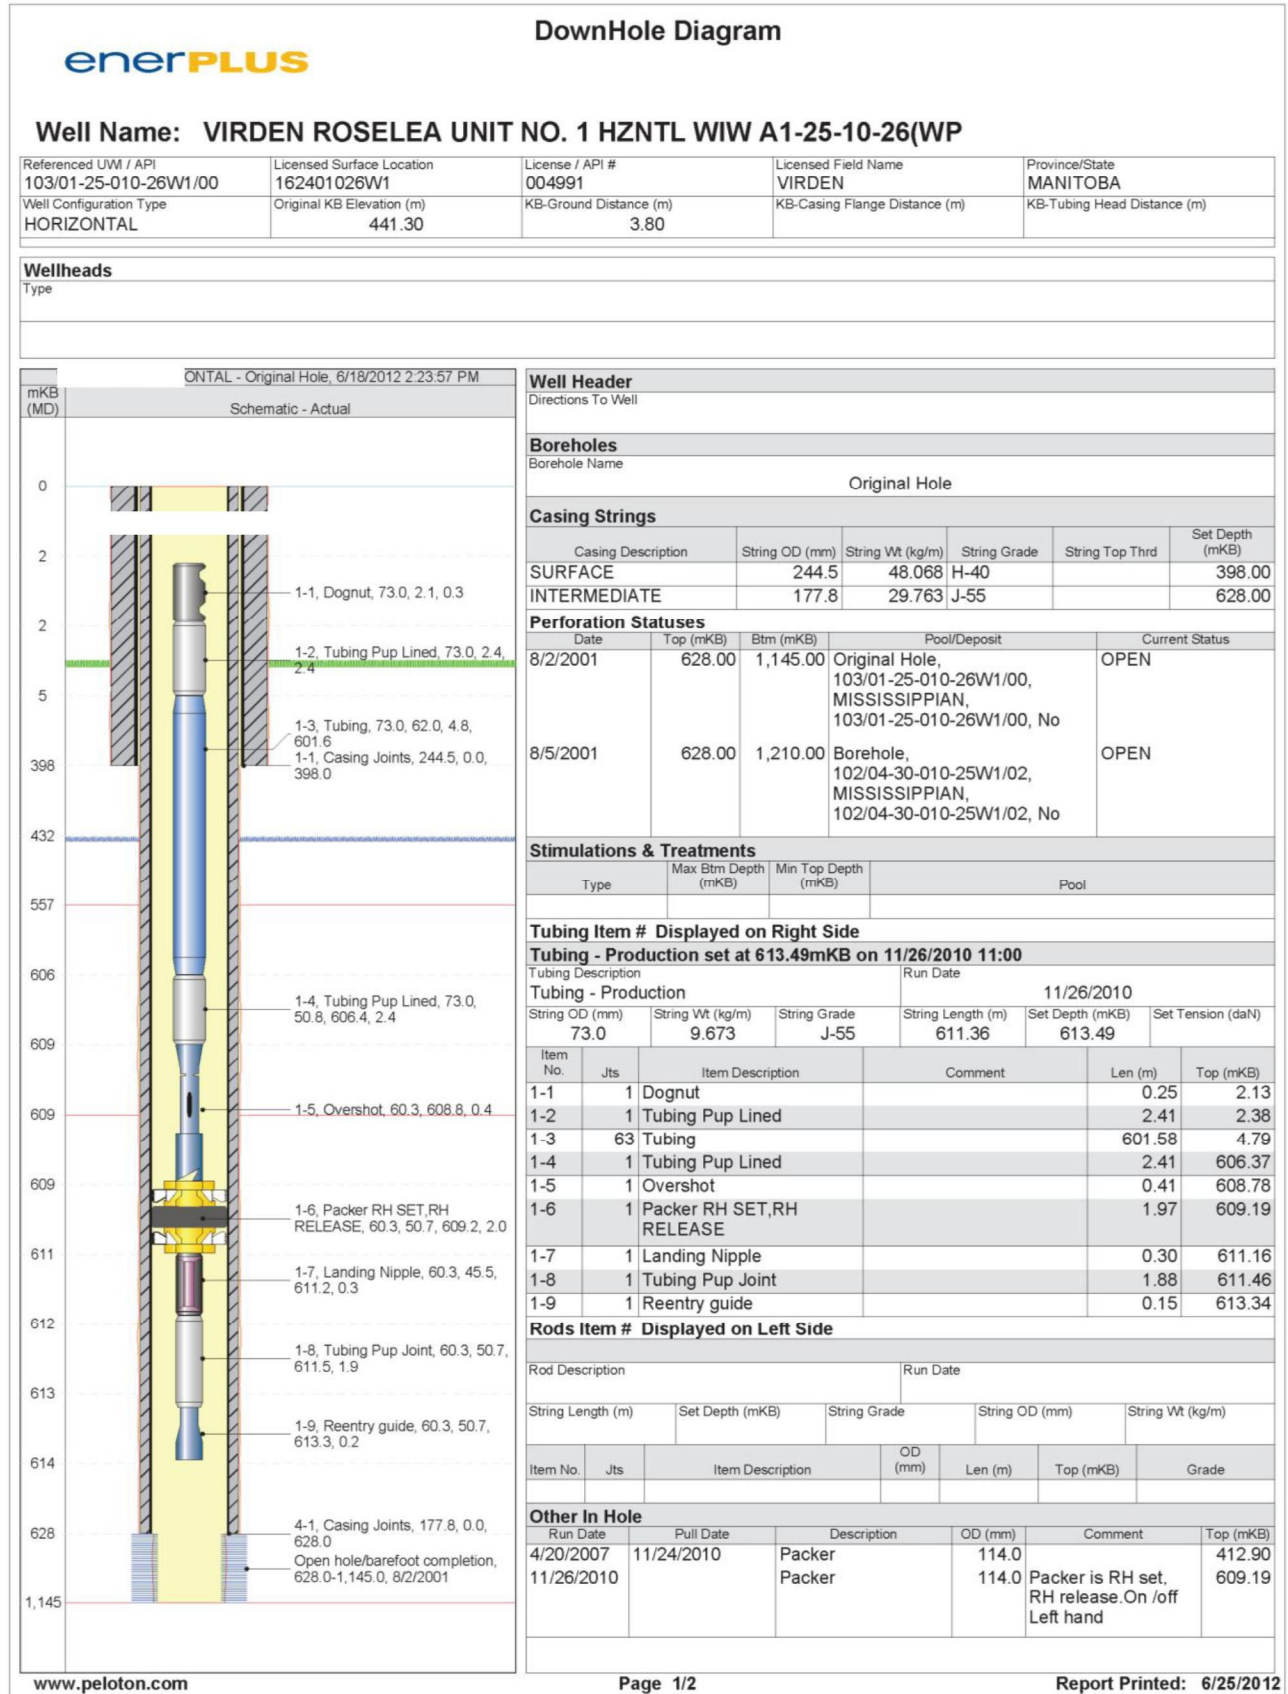 DownHole Diagram
enerPLUS
Well Name: VIRDEN ROSELEA UNIT NO. 1 HZNTL WIW A1-25-10-26(WP
Referenced UWI / API Licensed Surface Location License / API # Licensed Field Name Province/State
103/01-25-010-26W1/00 162401026W1 004991 VIRDEN MANITOBA
Well Configuration Type Original KB Elevation (m) KB-Ground Distance (m) KB-Casing Flange Distance (m) KB-Tubing Head Distance (m)
HORIZONTAL 441.30 3.80
Wellheads
Type
ONTAL - Original Hole, 6/18/2012 2:23:57 PM
mKB
(MD)
Schematic - Actual
0
2
1-1, Dognut, 73.0, 2.1, 0.3
2
1-2, Tubing Pup Lined, 73.0, 2.4,
2.4
5
1-3, Tubing, 73.0, 62.0, 4.8,
601.6
1-1, Casing Joints, 244.5, 0.0,
398.0
398
432
557
606
1-4, Tubing Pup Lined, 73.0,
50.8, 606.4, 2.4
609
1-5, Overshot, 60.3, 608.8, 0.4
609
609
1-6, Packer RH SET,RH
RELEASE, 60.3, 50.7, 609.2, 2.0
611
1-7, Landing Nipple, 60.3, 45.5,
611.2, 0.3
612
1-8, Tubing Pup Joint, 60.3, 50.7,
611.5, 1.9
613
1-9, Reentry guide, 60.3, 50.7,
613.3, 0.2
614
628
4-1, Casing Joints, 177.8, 0.0,
628.0
Open hole/barefoot completion,
628.0-1,145.0, 8/2/2001
1,145
Well Header
Directions To Well
Boreholes
Borehole Name
Original Hole
Casing Strings
Casing Description String OD (mm) String Wt (kg/m) String Grade String Top Thrd Set Depth (mKB)
SURFACE 244.5 48.068 H-40 398.00
INTERMEDIATE 177.8 29.763 J-55 628.00
Perforation Statuses
Date Top (mKB) Btm (mKB) Pool/Deposit Current Status
8/2/2001 628.00 1,145.00 Original Hole, OPEN
103/01-25-010-26W1/00,
MISSISSIPPIAN,
103/01-25-010-26W1/00, No
8/5/2001 628.00 1,210.00 Borehole, OPEN
102/04-30-010-25W1/02,
MISSISSIPPIAN,
102/04-30-010-25W1/02, No
Stimulations & Treatments
Type Max Btm Depth (mKB) Min Top Depth (mKB) Pool
Tubing Item # Displayed on Right Side
Tubing - Production set at 613.49mKB on 11/26/2010 11:00
Tubing Description Run Date
Tubing - Production 11/26/2010
String OD (mm) String Wt (kg/m) String Grade String Length (m) Set Depth (mKB) Set Tension (daN)
73.0 9.673 J-55 611.36 613.49
Item No. Jts Item Description Comment Len (m) Top (mKB)
1-1 1 Dognut 0.25 2.13
1-2 1 Tubing Pup Lined 2.41 2.38
1-3 63 Tubing 601.58 4.79
1-4 1 Tubing Pup Lined 2.41 606.37
1-5 1 Overshot 0.41 608.78
1-6 1 Packer RH SET,RH 1.97 609.19
RELEASE
1-7 1 Landing Nipple 0.30 611.16
1-8 1 Tubing Pup Joint 1.88 611.46
1-9 1 Reentry guide 0.15 613.34
Rods Item # Displayed on Left Side
Rod Description Run Date
String Length (m) Set Depth (mKB) String Grade String OD (mm) String Wt (kg/m)
Item No. Jts Item Description OD (mm) Len (m) Top (mKB) Grade
Other In Hole
Run Date Pull Date Description OD (mm) Comment Top (mKB)
4/20/2007 11/24/2010 Packer 114.0 412.90
11/26/2010 Packer 114.0 Packer is RH set, 609.19
RH release.On /off
Left hand
www.peloton.com Page 1/2 Report Printed: 6/25/2012